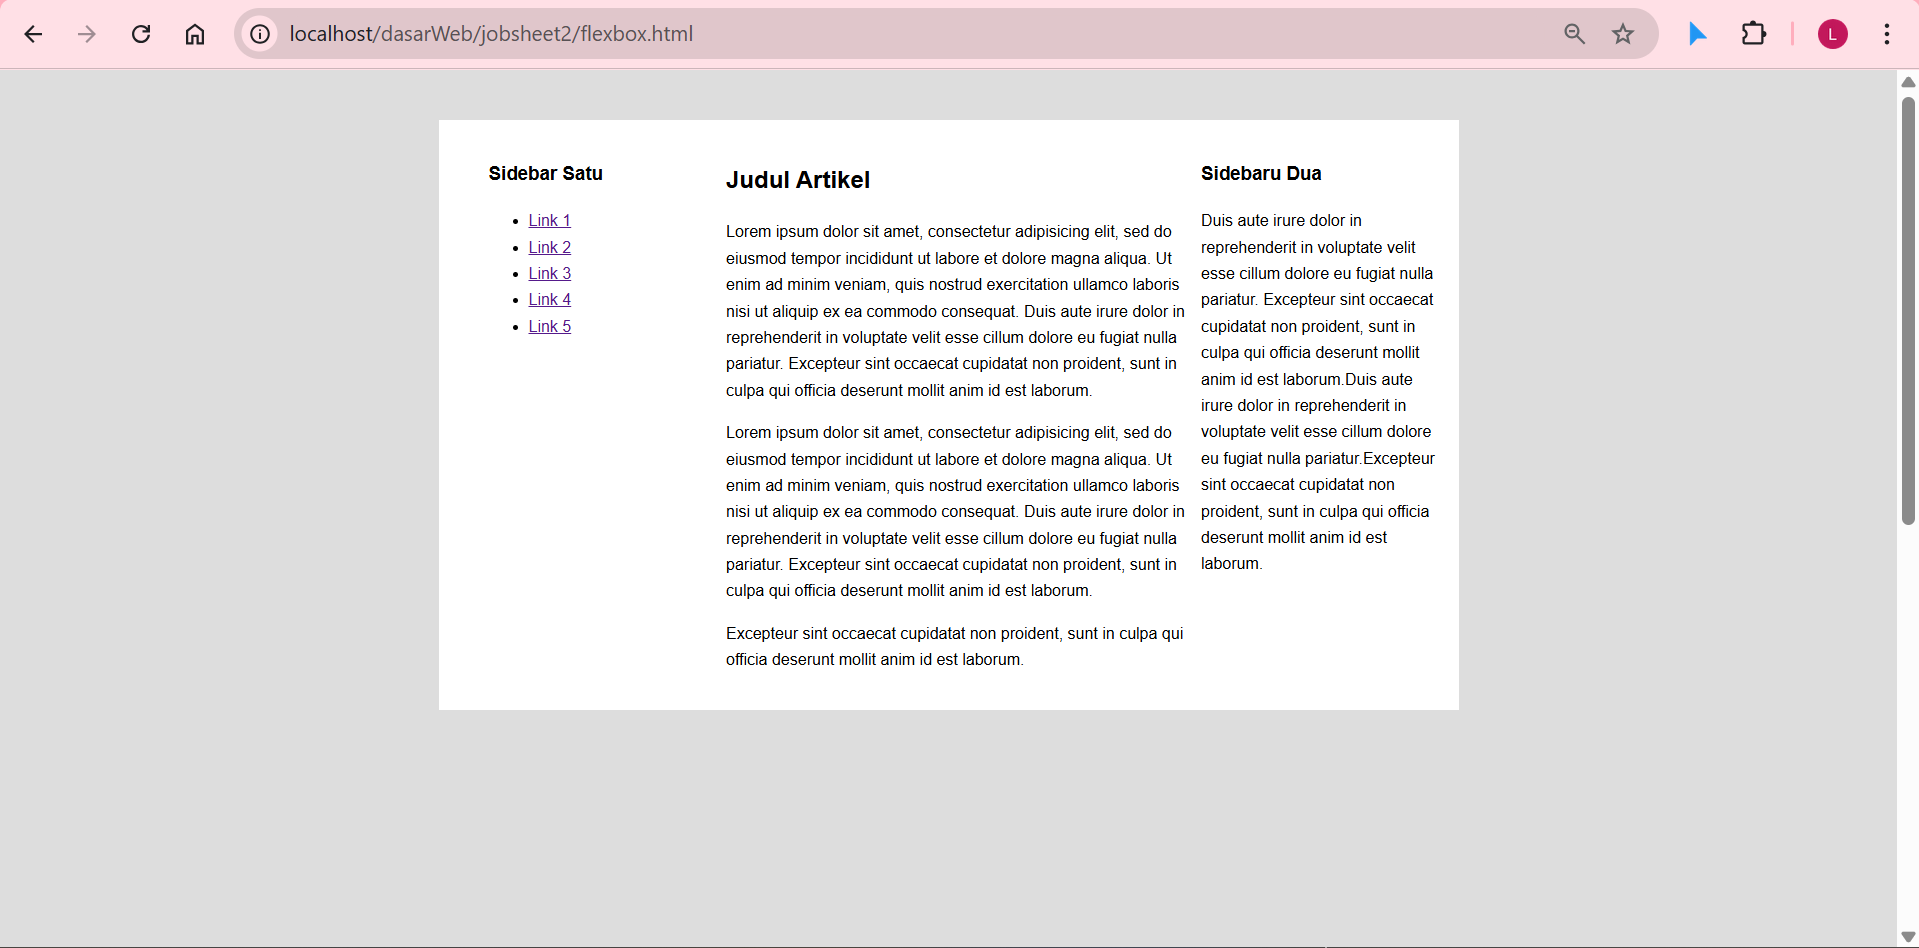 localhost/dasarWeb/jobsheet2/flexbox.html
L
Sidebar Satu
Link 1
Link 2
Link 3
Link 4
Link 5
Judul Artikel
Lorem ipsum dolor sit amet, consectetur adipisicing elit, sed do
eiusmod tempor incididunt ut labore et dolore magna aliqua. Ut
enim ad minim veniam, quis nostrud exercitation ullamco laboris
nisi ut aliquip ex ea commodo consequat. Duis aute irure dolor in
reprehenderit in voluptate velit esse cillum dolore eu fugiat nulla
pariatur. Excepteur sint occaecat cupidatat non proident, sunt in
culpa qui officia deserunt mollit anim id est laborum.
Lorem ipsum dolor sit amet, consectetur adipisicing elit, sed do
eiusmod tempor incididunt ut labore et dolore magna aliqua. Ut
enim ad minim veniam, quis nostrud exercitation ullamco laboris
nisi ut aliquip ex ea commodo consequat. Duis aute irure dolor in
reprehenderit in voluptate velit esse cillum dolore eu fugiat nulla
pariatur. Excepteur sint occaecat cupidatat non proident, sunt in
culpa qui officia deserunt mollit anim id est laborum.
Excepteur sint occaecat cupidatat non proident, sunt in culpa qui
officia deserunt mollit anim id est laborum.
Sidebaru Dua
Duis aute irure dolor in
reprehenderit in voluptate velit
esse cillum dolore eu fugiat nulla
pariatur. Excepteur sint occaecat
cupidatat non proident, sunt in
culpa qui officia deserunt mollit
anim id est laborum.Duis aute
irure dolor in reprehenderit in
voluptate velit esse cillum dolore
eu fugiat nulla pariatur.Excepteur
sint occaecat cupidatat non
proident, sunt in culpa qui officia
deserunt mollit anim id est
laborum.